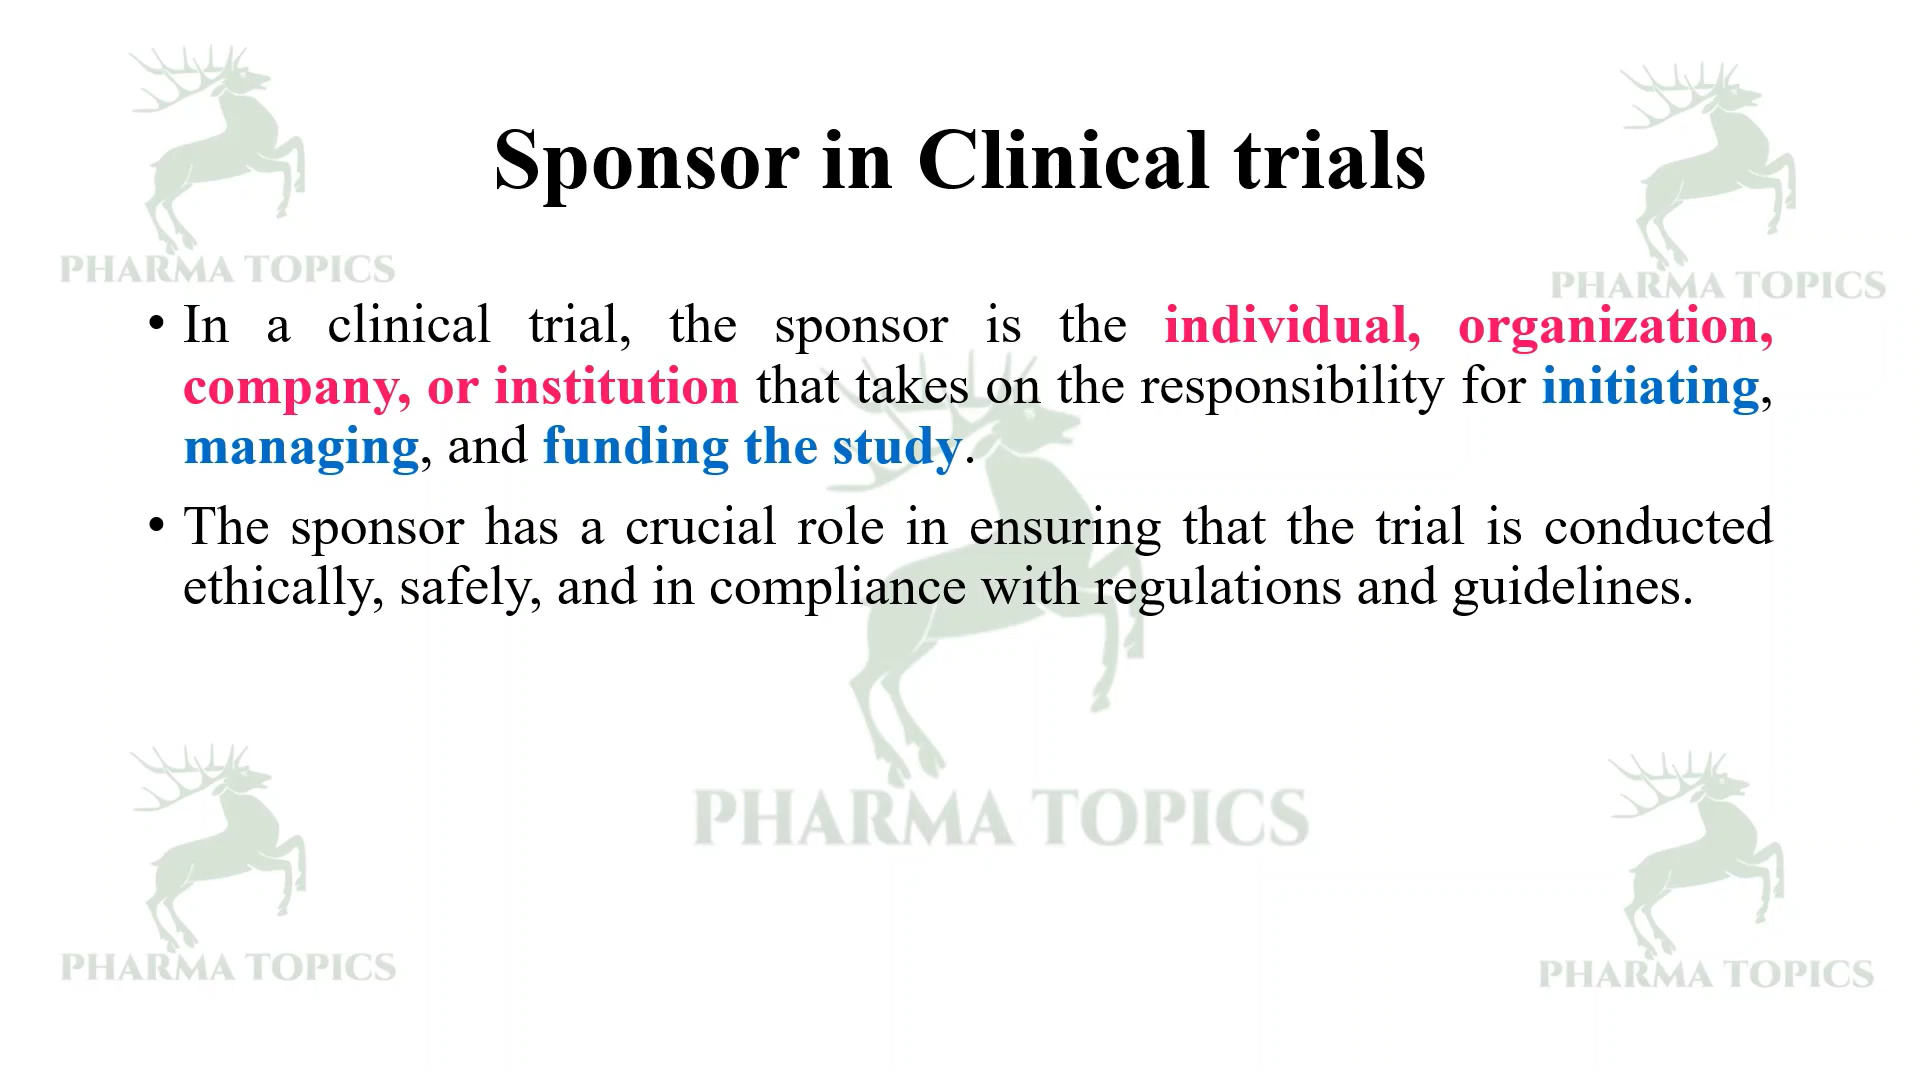 Sponsor in Clinical trials
PHARMA TOPICS
PHARMA TOPICS
• In a clinical trial, the sponsor is the individual, organization,
company, or institution that takes on the responsibility for initiating,
managing, and funding the study.
• The sponsor has a crucial role in ensuring that the trial is conducted
ethically, safely, and in compliance with regulations and guidelines.
PHARMA TOPICS
PHARMA TOPICS
PHARMA TOPICS